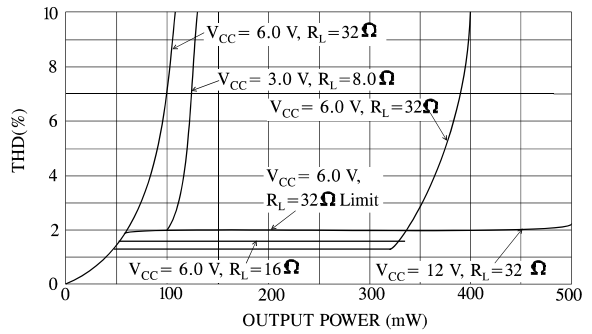 10
V_CC = 6.0 V, R_L = 32 Ω
8
V_CC = 3.0 V, R_L = 8.0 Ω
V_CC = 6.0 V, R_L = 32 Ω
6
THD(%)
4
V_CC = 6.0 V,
R_L = 32 Ω Limit
2
V_CC = 6.0 V, R_L = 16 Ω
V_CC = 12 V, R_L = 32 Ω
0
0 100 200 300 400 500
OUTPUT POWER (mW)